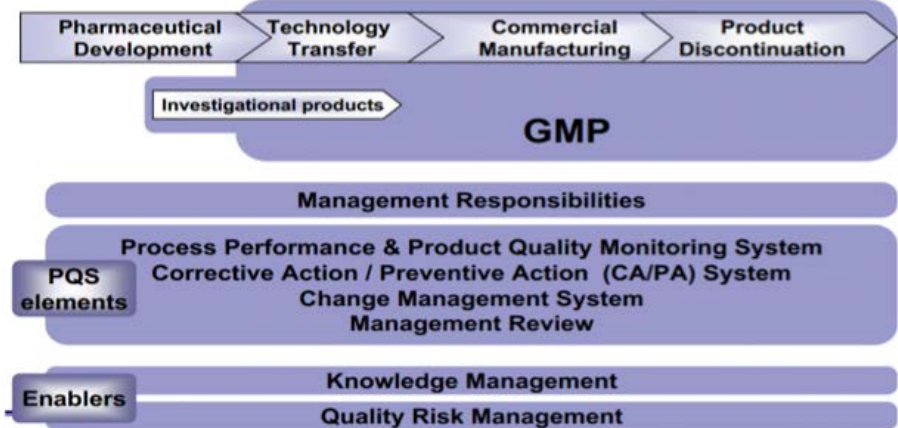 Pharmaceutical Development
Technology Transfer
Commercial Manufacturing
Product Discontinuation
Investigational products
GMP
Management Responsibilities
PQS elements
Process Performance & Product Quality Monitoring System
Corrective Action / Preventive Action (CA/PA) System
Change Management System
Management Review
Enablers
Knowledge Management
Quality Risk Management